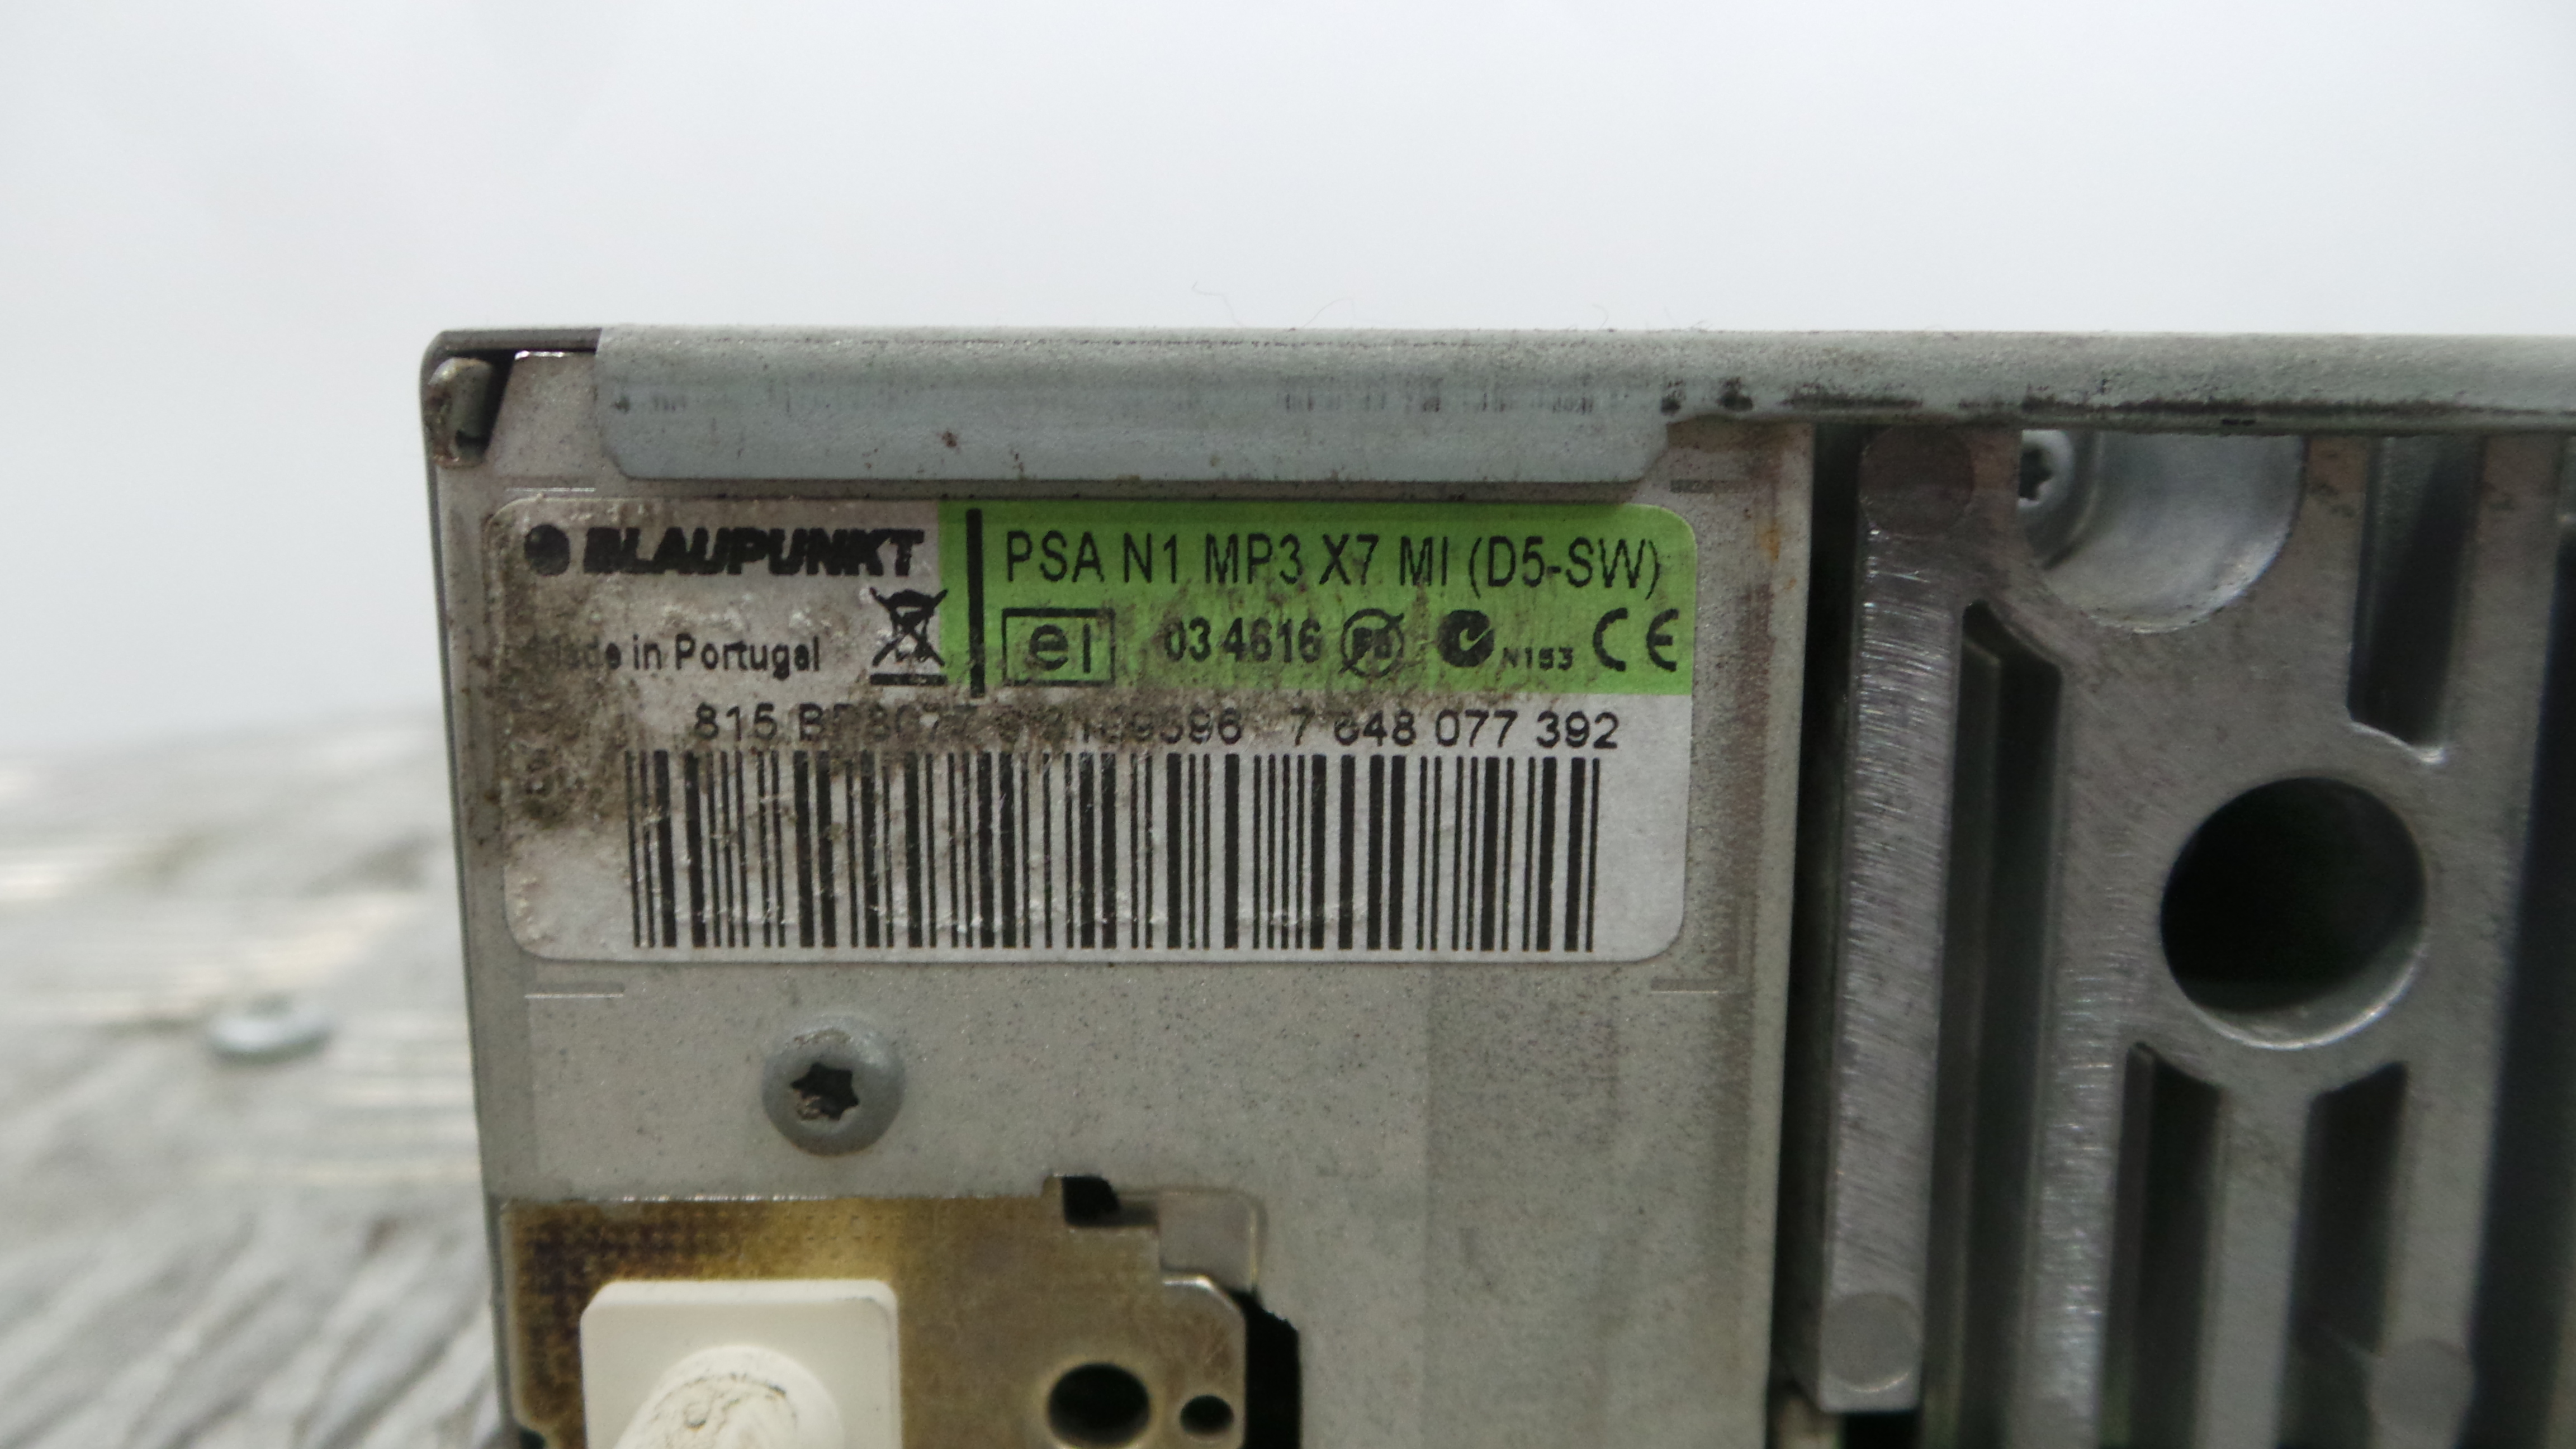 BLAUPUNKT
PSA N1 MP3 X7 MI (D5-SW)
Made in Portugal
e1 03 4616 N153 CE
815 7 648 077 392